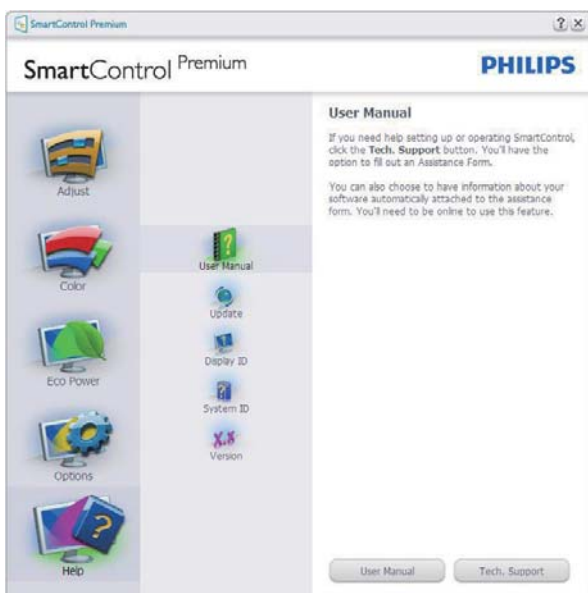 SmartControl Premium
SmartControl Premium
PHILIPS
Adjust
Color
Eco Power
Options
Help
User Manual
Update
Display ID
System ID
X.X
Version
User Manual
If you need help setting up or operating SmartControl,
click the Tech. Support button. You'll have the
option to fill out an Assistance Form.
You can also choose to have information about your
software automatically attached to the assistance
form. You'll need to be online to use this feature.
User Manual
Tech. Support